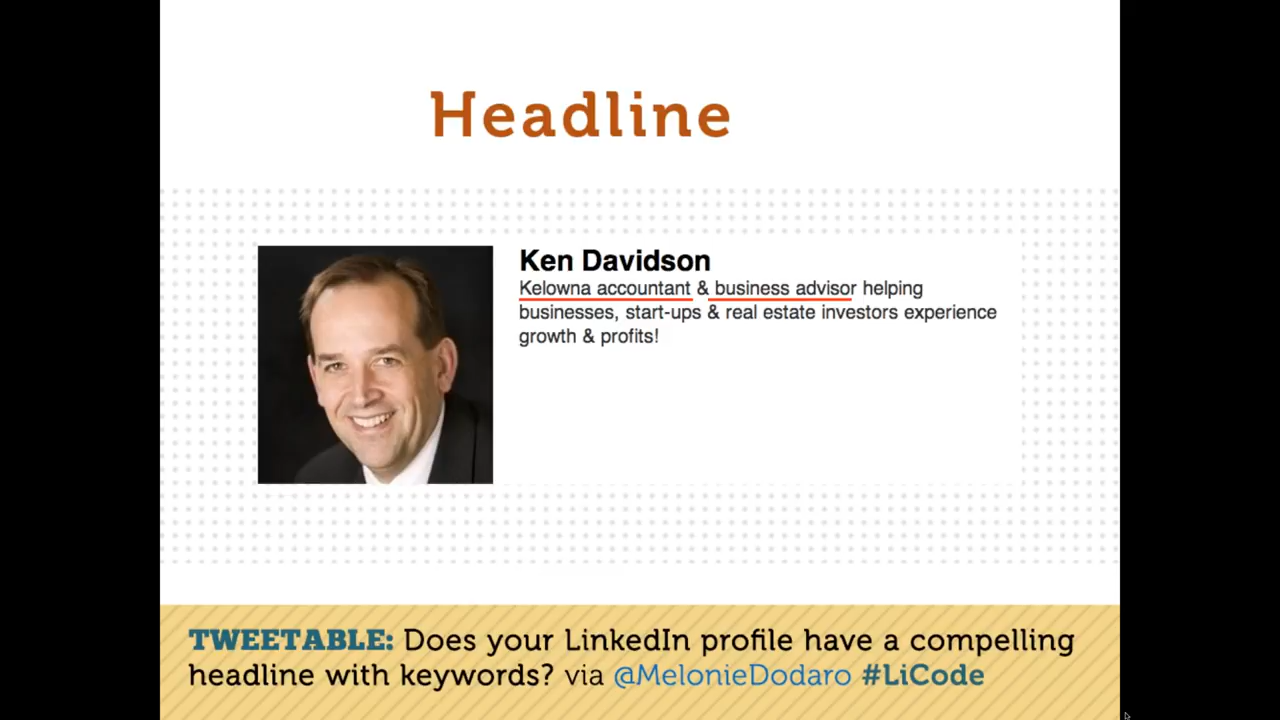 Headline
Ken Davidson
Kelowna accountant & business advisor helping
businesses, start-ups & real estate investors experience
growth & profits!
TWEETABLE: Does your LinkedIn profile have a compelling
headline with keywords? via @MelonieDodaro #LiCode